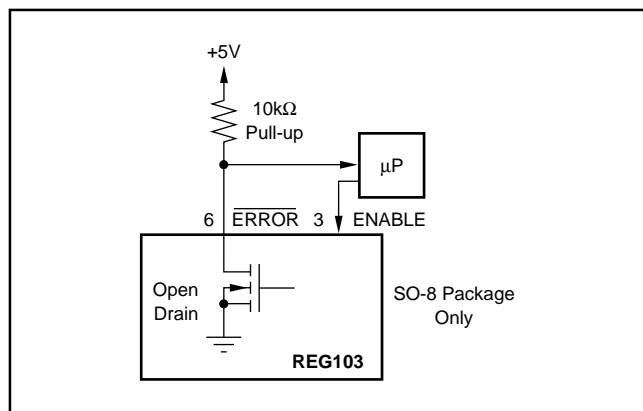 +5V
10kΩ
Pull-up
µP
6 ERROR 3 ENABLE
Open
Drain
SO-8 Package
Only
REG103